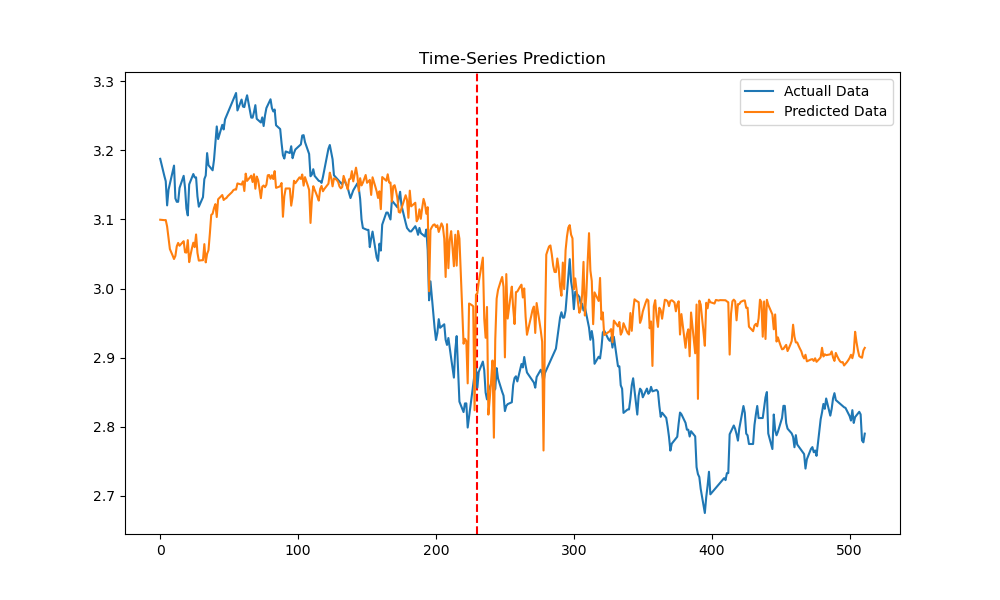 Time-Series Prediction
Actuall Data
Predicted Data
3.3
3.2
3.1
3.0
2.9
2.8
2.7
0 100 200 300 400 500